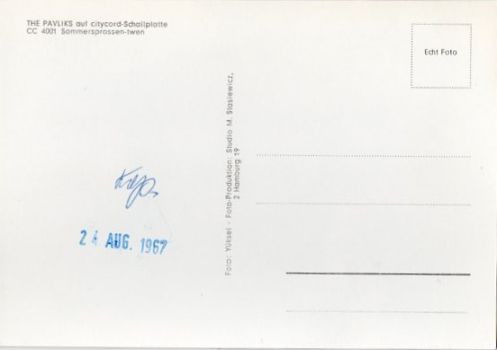 THE PAVLIKS auf citycord-Schallplatte
CC 4001 Sommersprossen-twen
Echt Foto
Foto: Yüksel - Foto-Produktion: Studio M. Stasiewicz,
2 Hamburg 19
24 AUG. 1967